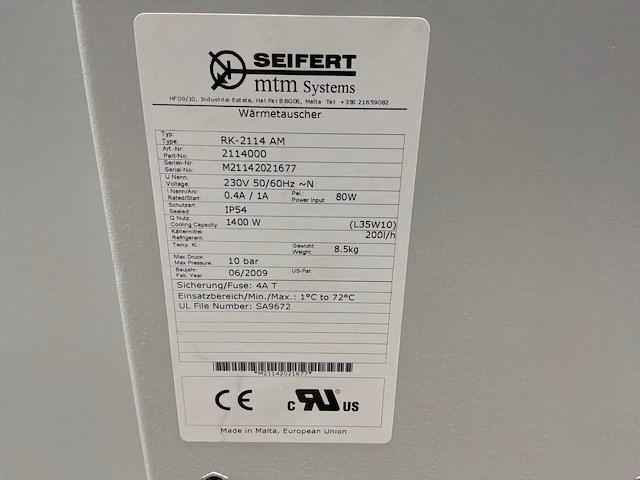 SEIFERT
mtm Systems
HF09/10, Industrial Estate, Hal Far BBG06, Malta Tel: +356 21659082
Wärmetauscher
Typ:
Type: RK-2114 AM
Art.-Nr:
Part-No: 2114000
Serien-Nr:
Serial-No: M21142021677
U Nenn:
Voltage: 230V 50/60Hz ~N
I Nenn/Anl:
Rated/Start: 0.4A / 1A Pel.: Power Input: 80W
Schutzart:
Sealed: IP54
Q Nutz:
Cooling Capacity: 1400 W (L35W10)
Kältemittel:
Refrigerant: 200l/h
Temp. Kl.: Gewicht: Weight: 8.5kg
Max Druck:
Max Pressure: 10 bar
Baujahr:
Fab. Year 06/2009 US-Pat:
Sicherung/Fuse: 4A T
Einsatzbereich/Min./Max.: 1°C to 72°C
UL File Number: SA9672
*M21142021677*
CE c RU ® US
Made in Malta, European Union